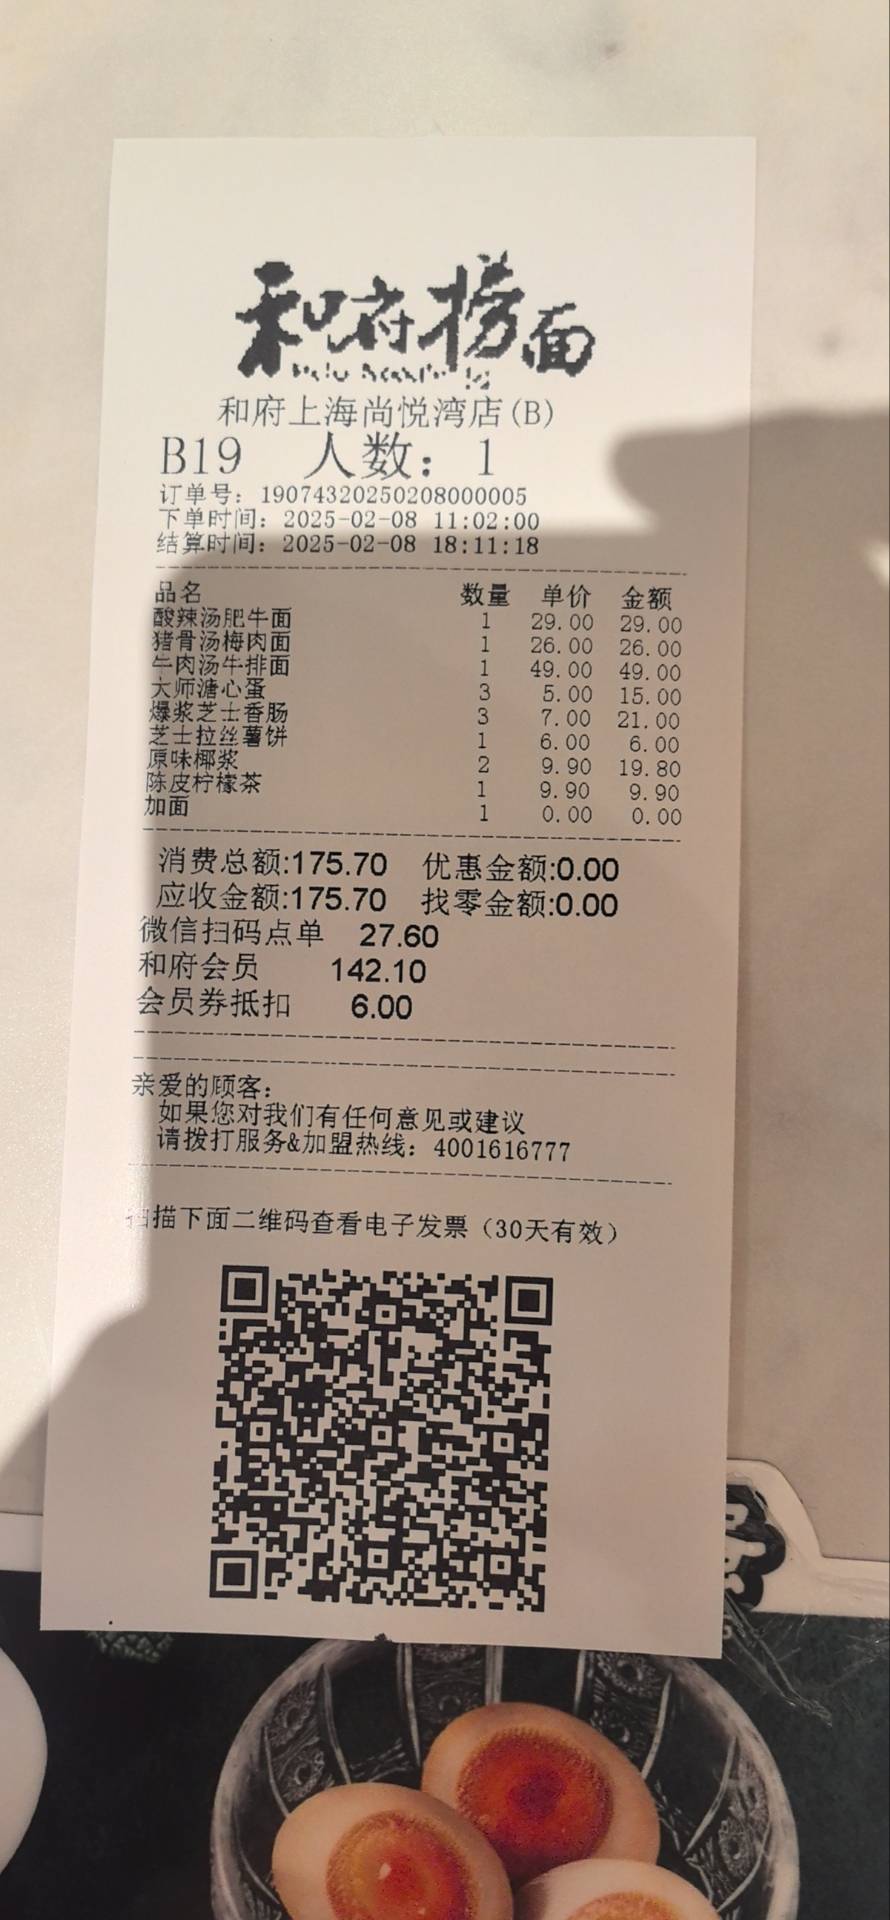 和府捞面
和府上海尚悦湾店(B)
B19 人数：1
订单号：19074320250208000005
下单时间：2025-02-08 11:02:00
结算时间：2025-02-08 18:11:18
品名 数量 单价 金额
酸辣汤肥牛面 1 29.00 29.00
猪骨汤梅肉面 1 26.00 26.00
牛肉汤牛排面 1 49.00 49.00
大师溏心蛋 3 5.00 15.00
爆浆芝士香肠 3 7.00 21.00
芝士拉丝薯饼 1 6.00 6.00
原味椰浆 2 9.90 19.80
陈皮柠檬茶 1 9.90 9.90
加面 1 0.00 0.00
消费总额:175.70 优惠金额:0.00
应收金额:175.70 找零金额:0.00
微信扫码点单 27.60
和府会员 142.10
会员券抵扣 6.00
亲爱的顾客：
如果您对我们有任何意见或建议
请拨打服务&加盟热线：4001616777
扫描下面二维码查看电子发票（30天有效）